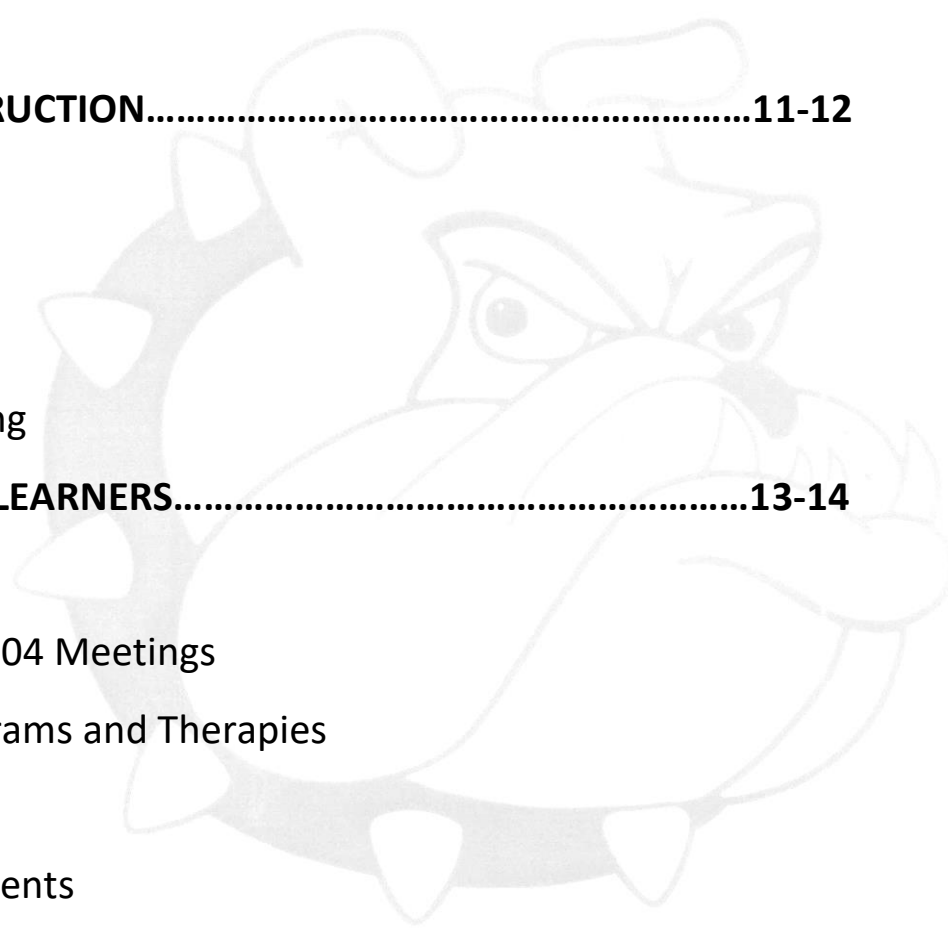 RUCTION……………………………………………………11-12
ng
LEARNERS…………………………………………………13-14
04 Meetings
rams and Therapies
ents